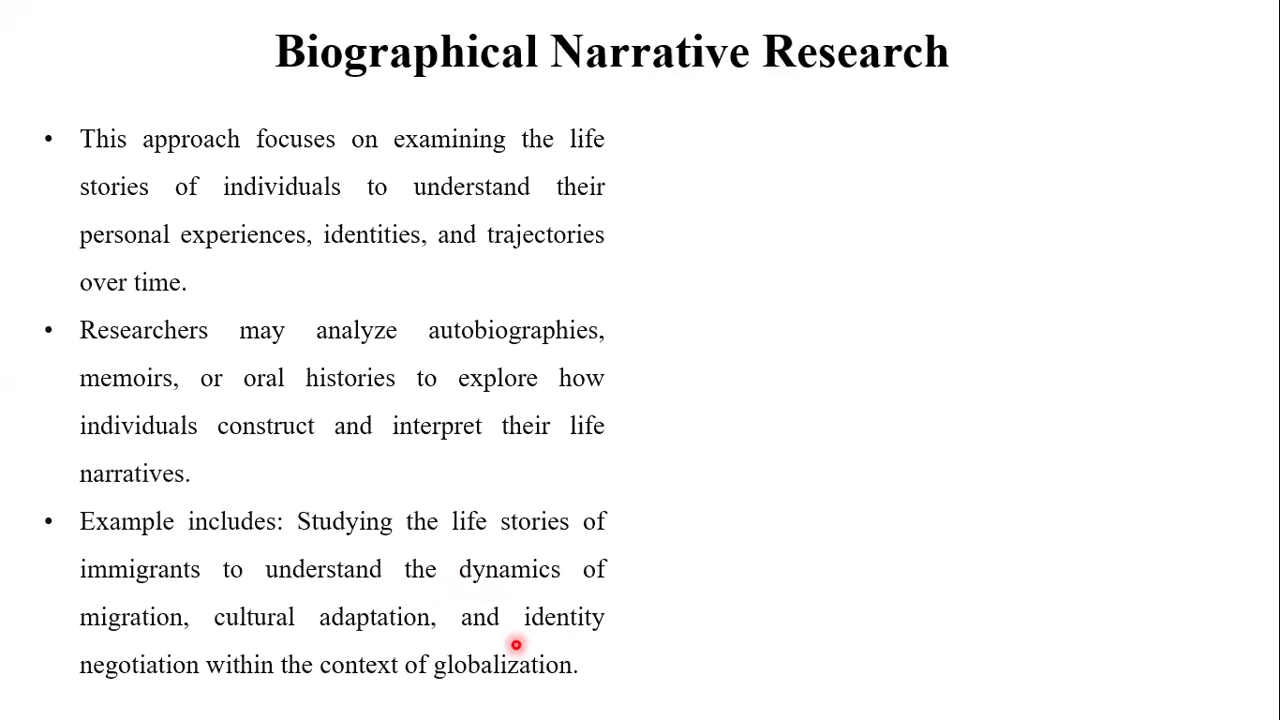 Biographical Narrative Research
• This approach focuses on examining the life
stories of individuals to understand their
personal experiences, identities, and trajectories
over time.
• Researchers may analyze autobiographies,
memoirs, or oral histories to explore how
individuals construct and interpret their life
narratives.
• Example includes: Studying the life stories of
immigrants to understand the dynamics of
migration, cultural adaptation, and identity
negotiation within the context of globalization.